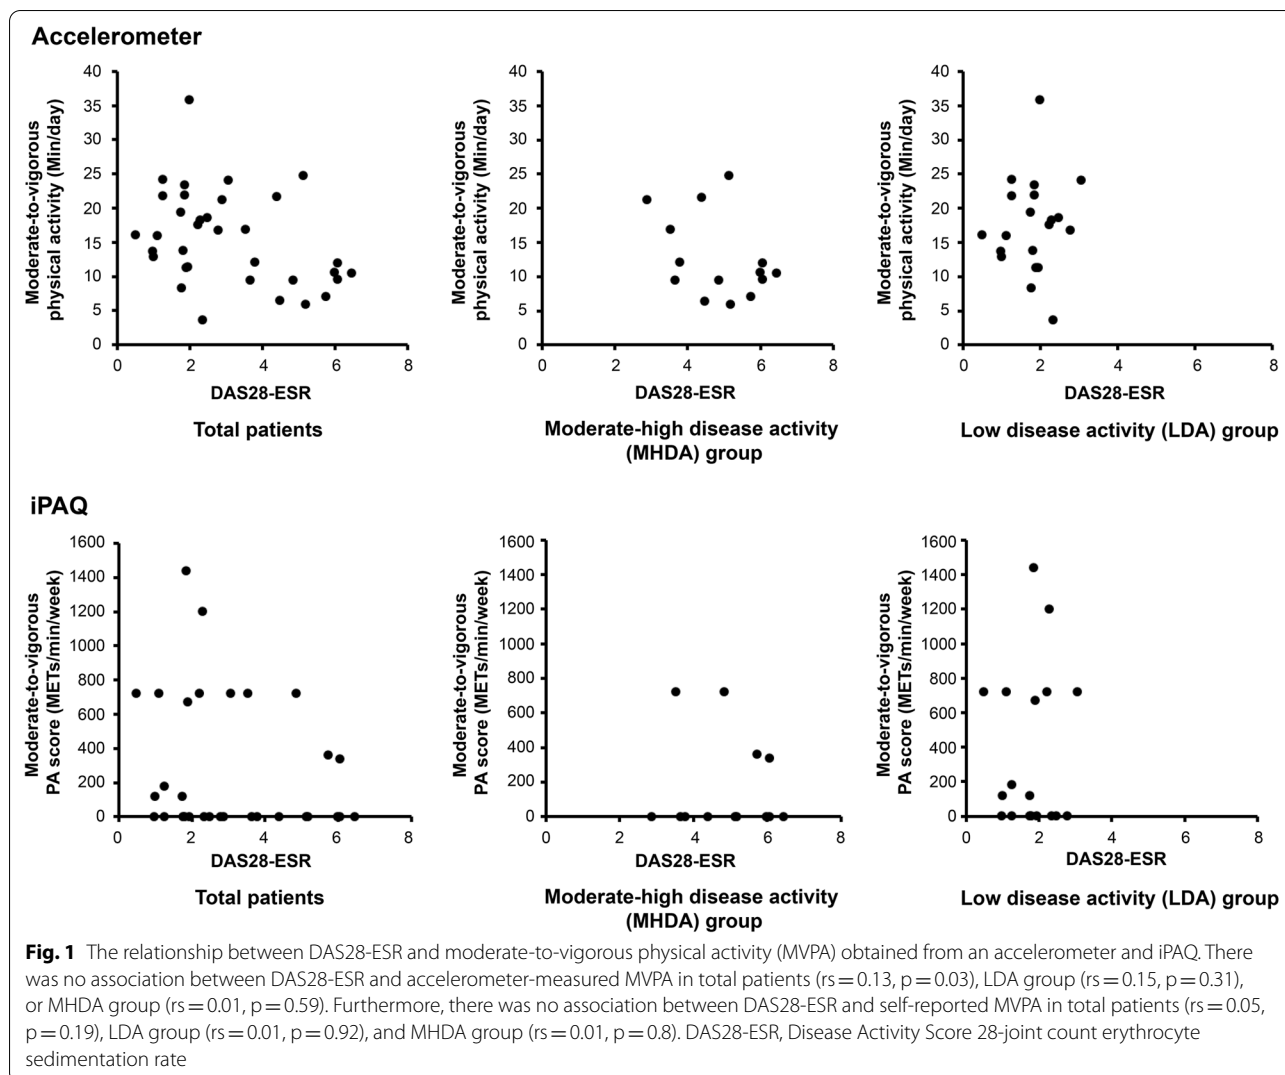 Accelerometer
Moderate-to-vigorous
physical activity (Min/day)
40
35
30
25
20
15
10
5
0
0 2 4 6 8
DAS28-ESR
Total patients
Moderate-to-vigorous
physical activity (Min/day)
40
35
30
25
20
15
10
5
0
0 2 4 6 8
DAS28-ESR
Moderate-high disease activity
(MHDA) group
Moderate-to-vigorous
physical activity (Min/day)
40
35
30
25
20
15
10
5
0
0 2 4 6 8
DAS28-ESR
Low disease activity (LDA) group
iPAQ
Moderate-to-vigorous
PA score (METs/min/week)
1600
1400
1200
1000
800
600
400
200
0
0 2 4 6 8
DAS28-ESR
Total patients
Moderate-to-vigorous
PA score (METs/min/week)
1600
1400
1200
1000
800
600
400
200
0
0 2 4 6 8
DAS28-ESR
Moderate-high disease activity
(MHDA) group
Moderate-to-vigorous
PA score (METs/min/week)
1600
1400
1200
1000
800
600
400
200
0
0 2 4 6 8
DAS28-ESR
Low disease activity (LDA) group
Fig. 1 The relationship between DAS28-ESR and moderate-to-vigorous physical activity (MVPA) obtained from an accelerometer and iPAQ. There
was no association between DAS28-ESR and accelerometer-measured MVPA in total patients (rs = 0.13, p = 0.03), LDA group (rs = 0.15, p = 0.31),
or MHDA group (rs = 0.01, p = 0.59). Furthermore, there was no association between DAS28-ESR and self-reported MVPA in total patients (rs = 0.05,
p = 0.19), LDA group (rs = 0.01, p = 0.92), and MHDA group (rs = 0.01, p = 0.8). DAS28-ESR, Disease Activity Score 28-joint count erythrocyte
sedimentation rate